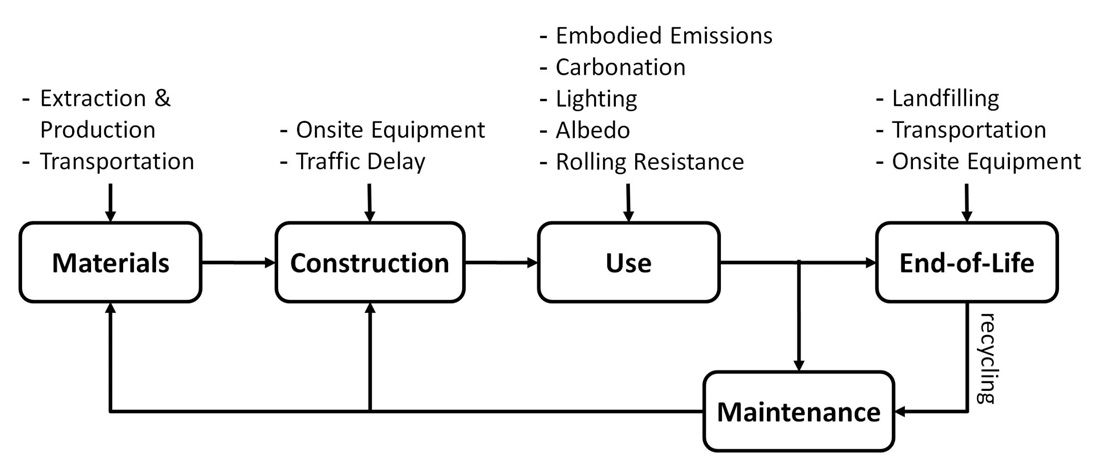 - Extraction &
Production
- Transportation
- Onsite Equipment
- Traffic Delay
- Embodied Emissions
- Carbonation
- Lighting
- Albedo
- Rolling Resistance
- Landfilling
- Transportation
- Onsite Equipment
Materials
Construction
Use
End-of-Life
recycling
Maintenance